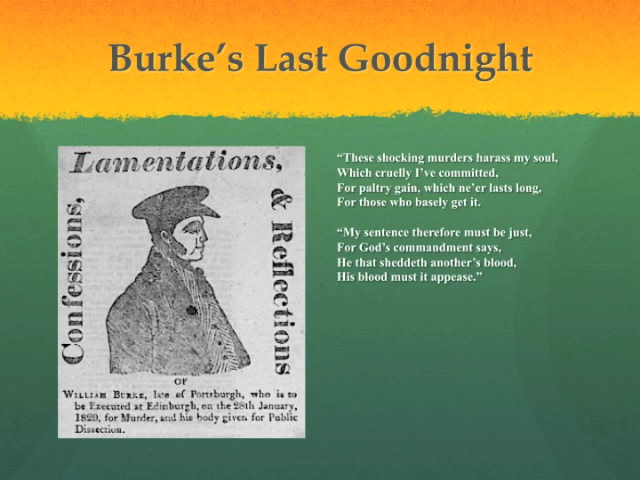 Burke’s Last Goodnight
Lamentations,
Confessions,
& Reflections
OF
WILLIAM BURKE, late of Portsburgh, who is to
be Executed at Edinburgh, on the 28th January,
1829, for Murder, and his body given for Public
Dissection.
“These shocking murders harass my soul,
Which cruelly I’ve committed,
For paltry gain, which ne’er lasts long,
For those who basely get it.
“My sentence therefore must be just,
For God’s commandment says,
He that sheddeth another’s blood,
His blood must it appease.”